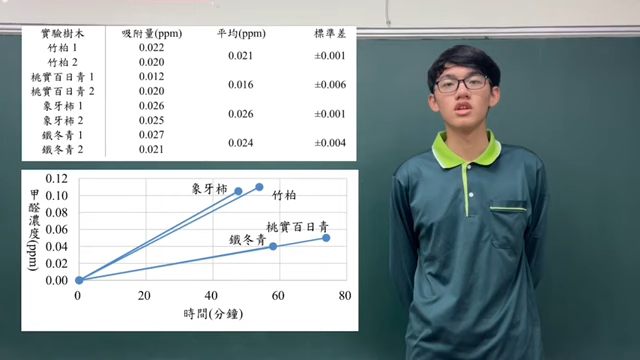 實驗樹木 吸附量(ppm) 平均(ppm) 標準差
竹柏 1 0.022
0.021 ±0.001
竹柏 2 0.020
桃實百日青 1 0.012
0.016 ±0.006
桃實百日青 2 0.020
象牙柿 1 0.026
0.026 ±0.001
象牙柿 2 0.025
鐵冬青 1 0.027
0.024 ±0.004
鐵冬青 2 0.021
甲醛濃度(ppm)
0.12
0.10
0.08
0.06
0.04
0.02
0.00
象牙柿
竹柏
桃實百日青
鐵冬青
0 20 40 60 80
時間(分鐘)